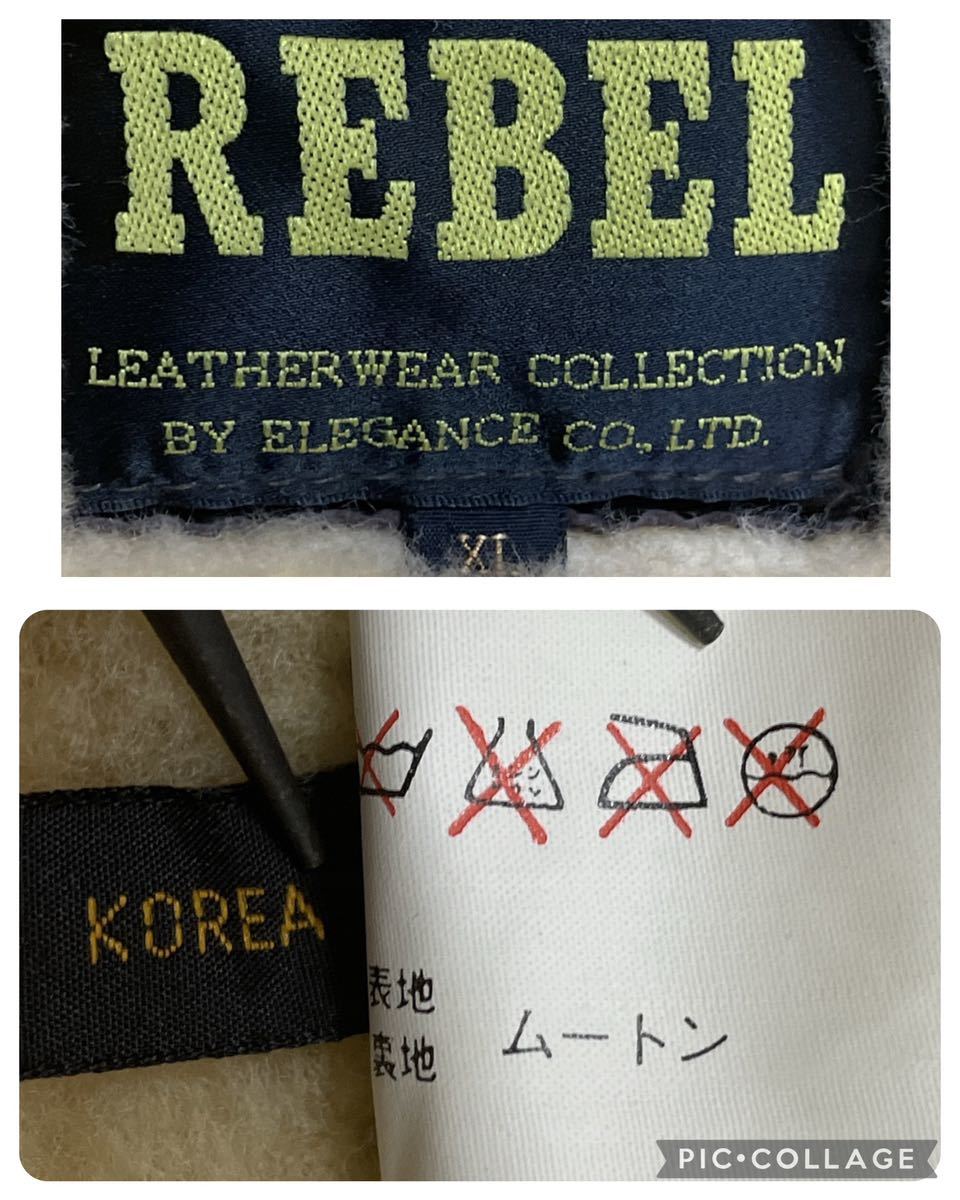 REBEL
LEATHERWEAR COLLECTION
BY ELEGANCE CO., LTD.
XL
KOREA
表地
裏地
ムートン
PIC•COLLAGE